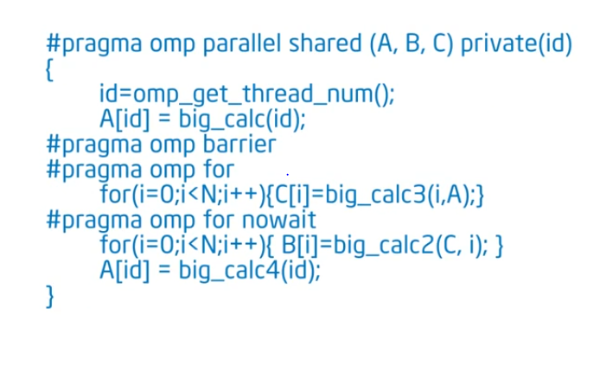 #pragma omp parallel shared (A, B, C) private(id)
{
id=omp_get_thread_num();
A[id] = big_calc(id);
#pragma omp barrier
#pragma omp for
for(i=0;i<N;i++){C[i]=big_calc3(i,A);}
#pragma omp for nowait
for(i=0;i<N;i++){ B[i]=big_calc2(C, i); }
A[id] = big_calc4(id);
}